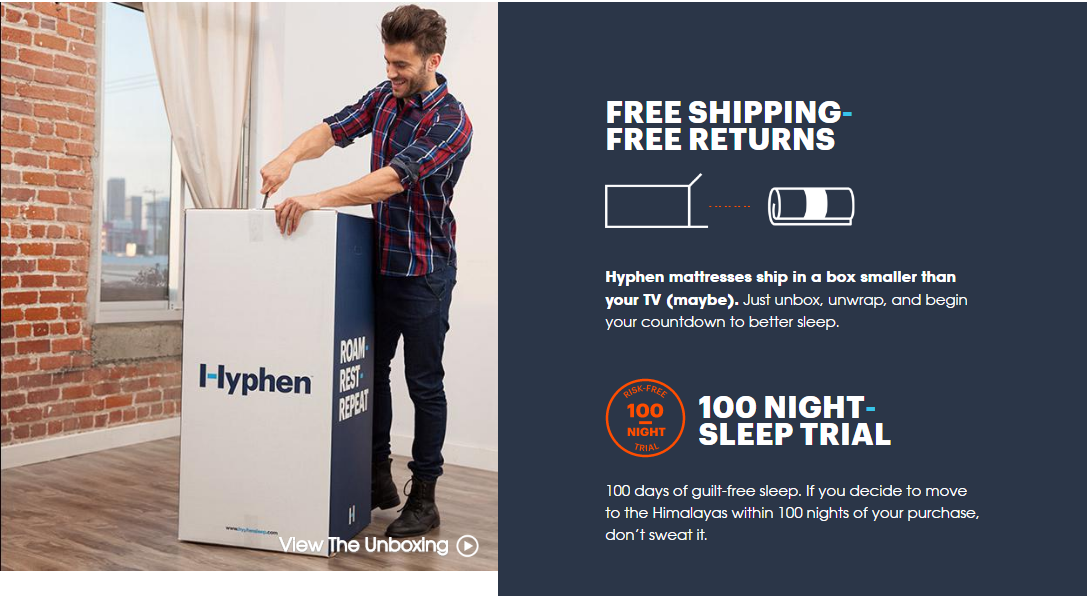 Hyphen
ROAM-
REST-
REPEAT
www.hyphensleep.com
H
View The Unboxing
FREE SHIPPING-
FREE RETURNS
Hyphen mattresses ship in a box smaller than
your TV (maybe). Just unbox, unwrap, and begin
your countdown to better sleep.
RISK-FREE
100
NIGHT
TRIAL
100 NIGHT-
SLEEP TRIAL
100 days of guilt-free sleep. If you decide to move
to the Himalayas within 100 nights of your purchase,
don't sweat it.